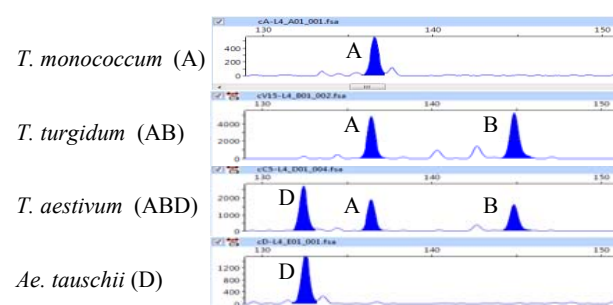 cA-L4_A01_001.fsa
130 140 150
T. monococcum (A)
A
400
200
0
cV15-L4_B01_002.fsa
130 140 150
T. turgidum (AB)
A B
4000
2000
0
cC5-L4_D01_004.fsa
130 140 150
T. aestivum (ABD)
D A B
2000
1000
0
cD-L4_E01_001.fsa
130 140 150
Ae. tauschii (D)
D
1200
800
400
0